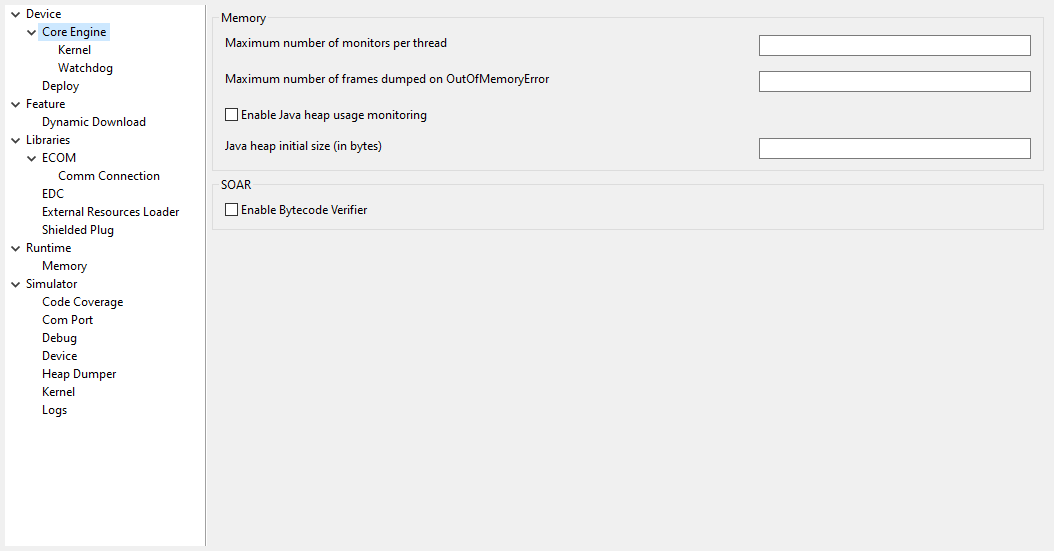 Device
Core Engine
Kernel
Watchdog
Deploy
Feature
Dynamic Download
Libraries
ECOM
Comm Connection
EDC
External Resources Loader
Shielded Plug
Runtime
Memory
Simulator
Code Coverage
Com Port
Debug
Device
Heap Dumper
Kernel
Logs
Memory
Maximum number of monitors per thread
Maximum number of frames dumped on OutOfMemoryError
Enable Java heap usage monitoring
Java heap initial size (in bytes)
SOAR
Enable Bytecode Verifier